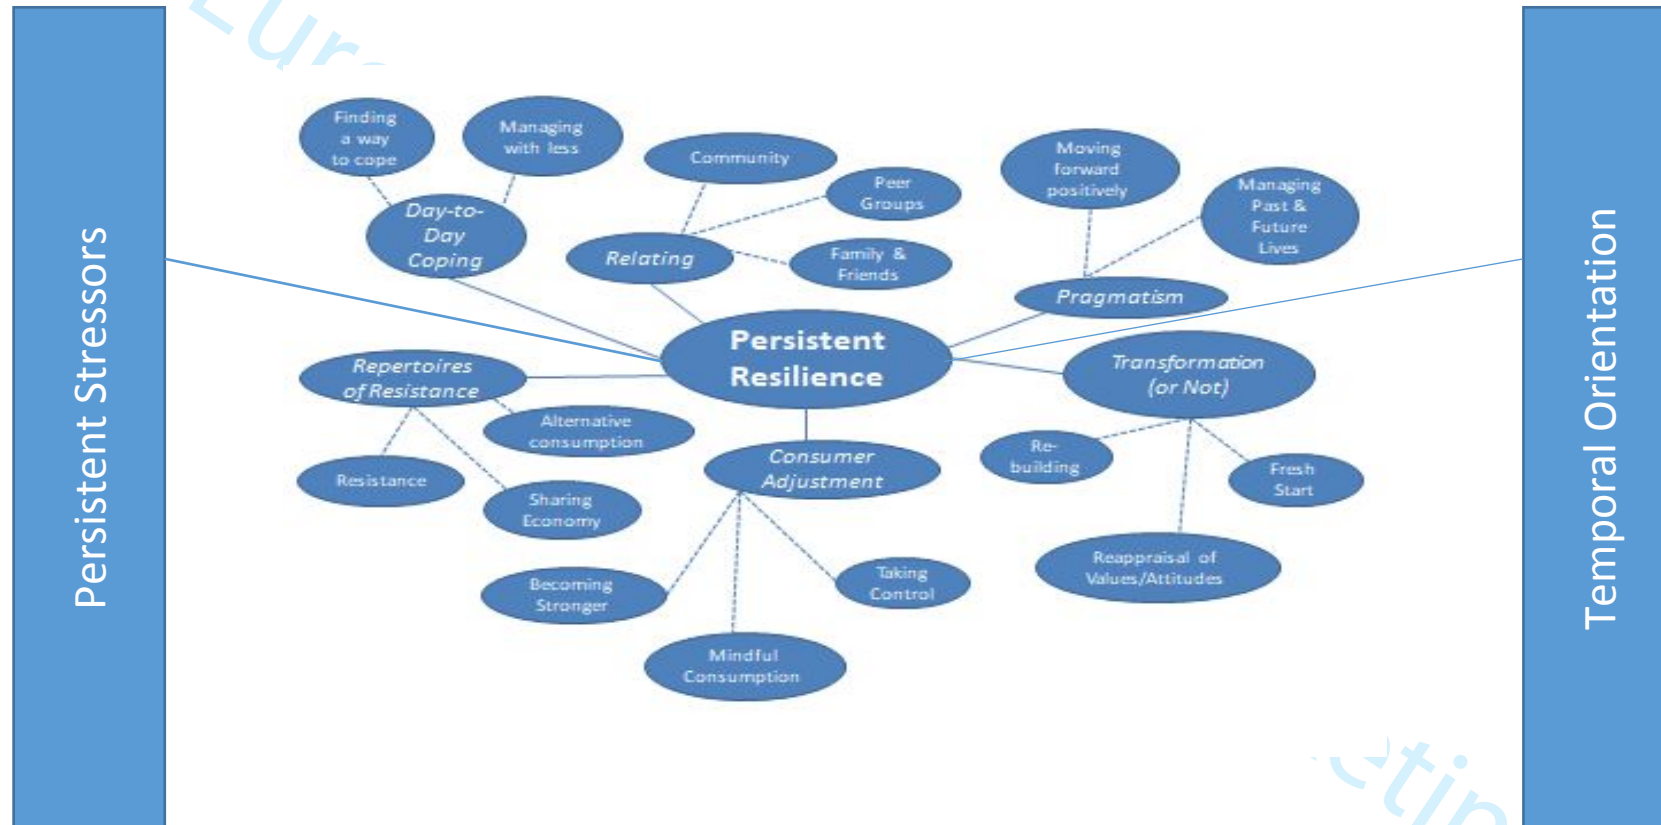 Euro
Persistent Stressors
Finding
a way
to cope
Managing
with less
Day-to-
Day
Coping
Community
Peer
Groups
Family &
Friends
Relating
Moving
forward
positively
Managing
Past &
Future
Lives
Pragmatism
Persistent
Resilience
Repertoires
of Resistance
Alternative
consumption
Resistance
Sharing
Economy
Consumer
Adjustment
Becoming
Stronger
Mindful
Consumption
Taking
Control
Transformation
(or Not)
Re-
building
Fresh
Start
Reappraisal of
Values/Attitudes
Temporal Orientation